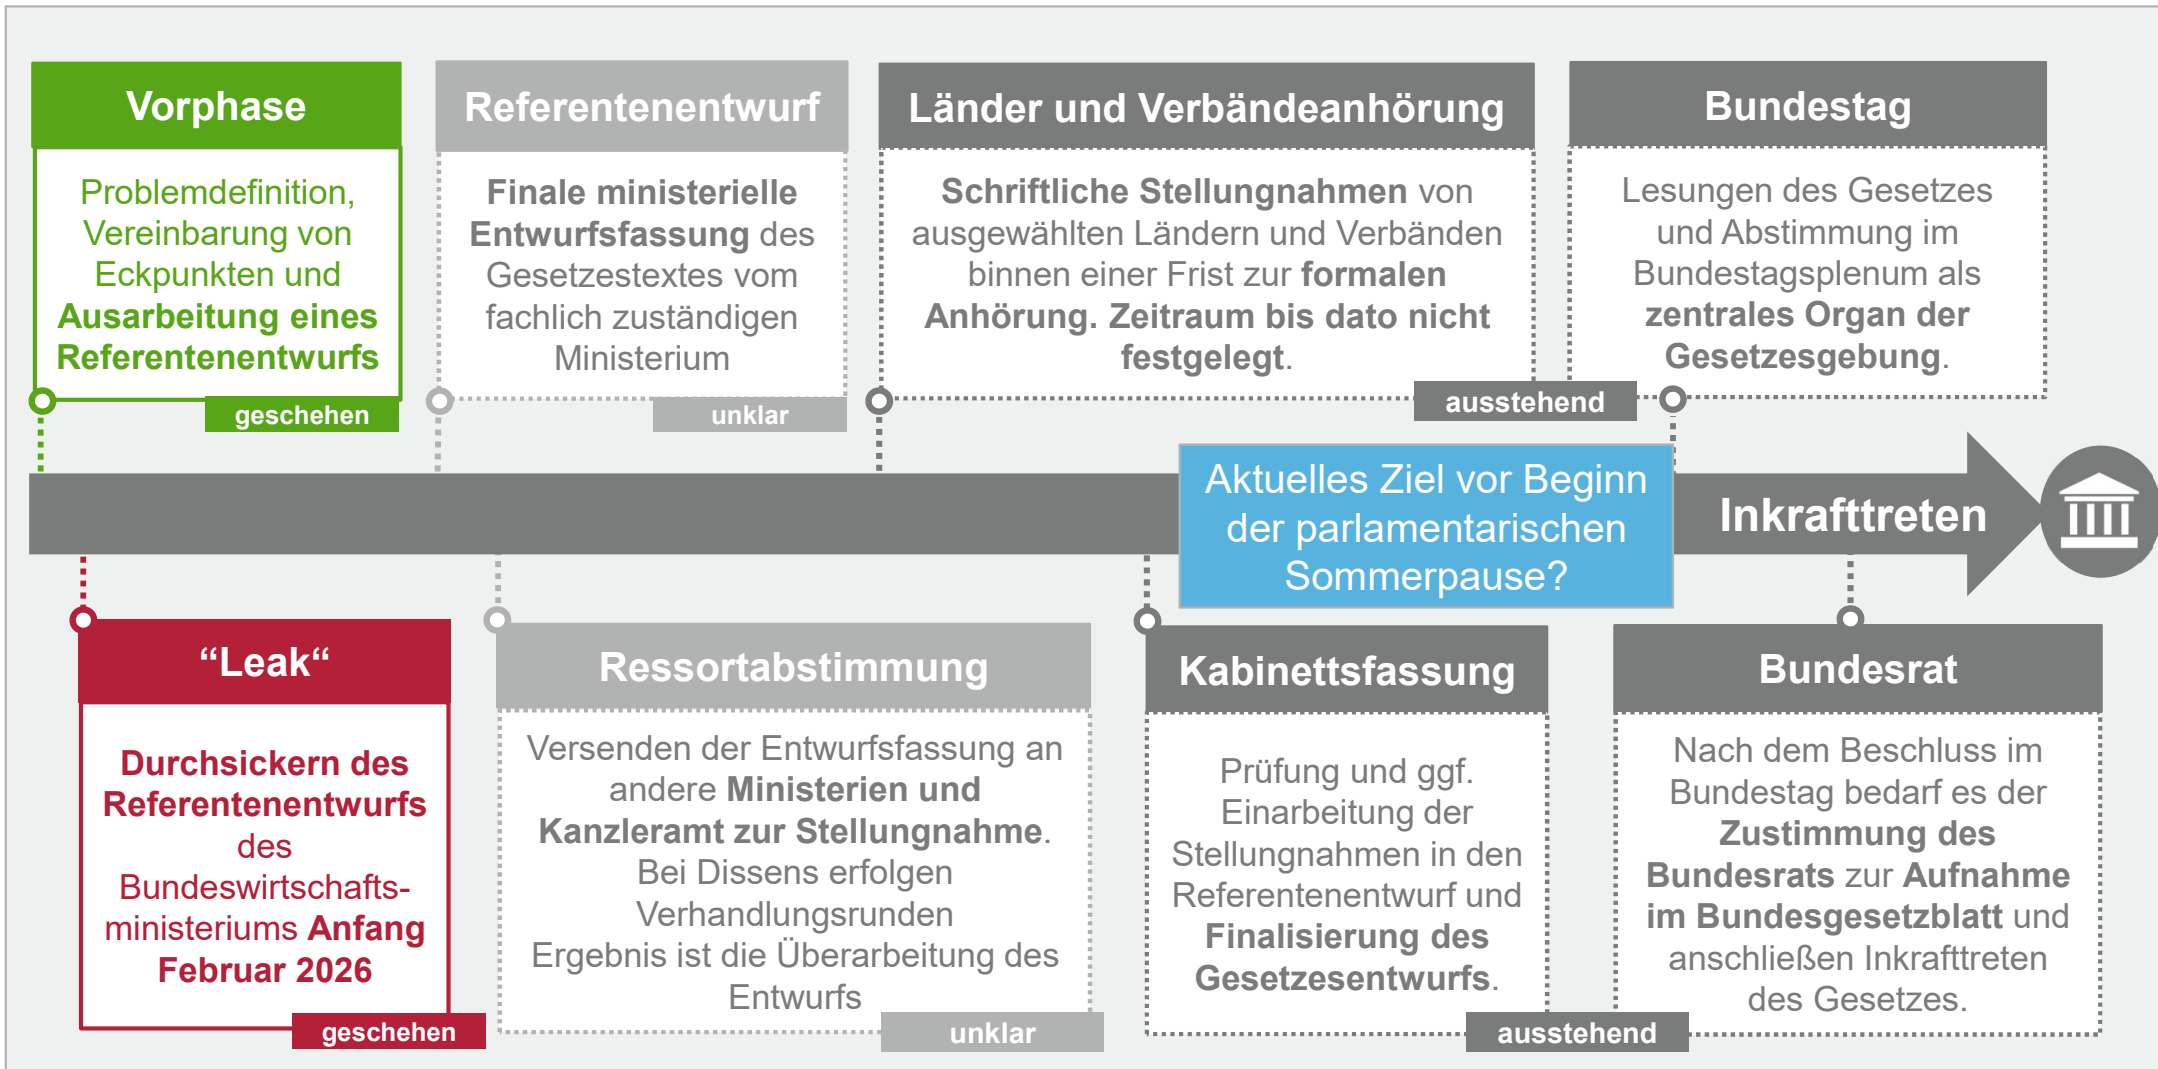 Vorphase
Problemdefinition,
Vereinbarung von
Eckpunkten und
Ausarbeitung eines
Referentenentwurfs
geschehen
Referentenentwurf
Finale ministerielle
Entwurfsfassung des
Gesetzestextes vom
fachlich zuständigen
Ministerium
unklar
Länder und Verbändeanhörung
Schriftliche Stellungnahmen von
ausgewählten Ländern und Verbänden
binnen einer Frist zur formalen
Anhörung. Zeitraum bis dato nicht
festgelegt.
ausstehend
Bundestag
Lesungen des Gesetzes
und Abstimmung im
Bundestagsplenum als
zentrales Organ der
Gesetzesgebung.
Aktuelles Ziel vor Beginn
der parlamentarischen
Sommerpause?
Inkrafttreten
“Leak“
Durchsickern des
Referentenentwurfs
des
Bundeswirtschafts-
ministeriums Anfang
Februar 2026
geschehen
Ressortabstimmung
Versenden der Entwurfsfassung an
andere Ministerien und
Kanzleramt zur Stellungnahme.
Bei Dissens erfolgen
Verhandlungsrunden
Ergebnis ist die Überarbeitung des
Entwurfs
unklar
Kabinettsfassung
Prüfung und ggf.
Einarbeitung der
Stellungnahmen in den
Referentenentwurf und
Finalisierung des
Gesetzesentwurfs.
ausstehend
Bundesrat
Nach dem Beschluss im
Bundestag bedarf es der
Zustimmung des
Bundesrats zur Aufnahme
im Bundesgesetzblatt und
anschließen Inkrafttreten
des Gesetzes.